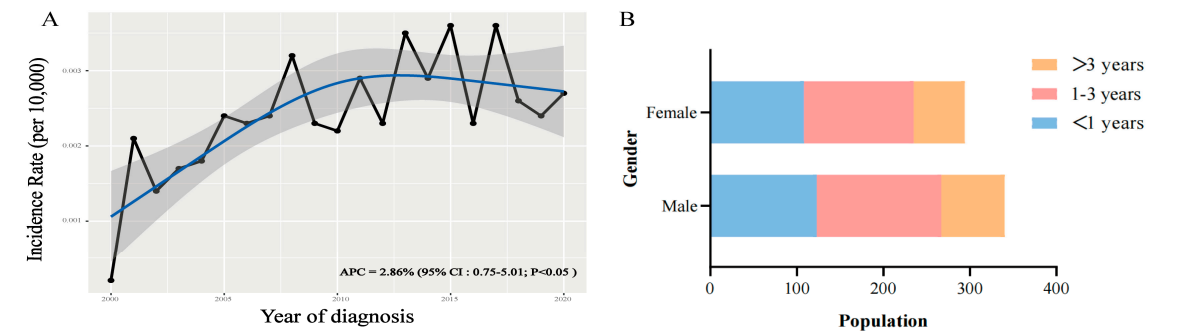 A
Incidence Rate (per 10,000)
0.003
0.002
0.001
APC = 2.86% (95% CI : 0.75-5.01; P<0.05 )
2000 2005 2010 2015 2020
Year of diagnosis
B
Gender
Female
Male
0 100 200 300 400
Population
>3 years
1-3 years
<1 years